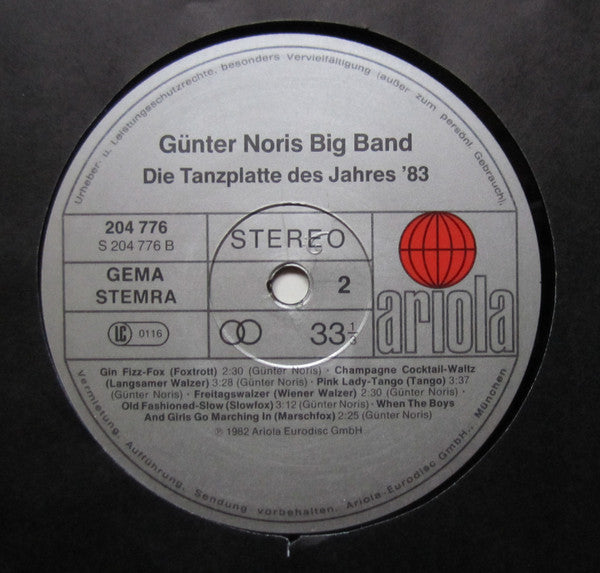 Urheber- u. Leistungsschutzrechte, besonders Vervielfältigung (außer zum persönl. Gebrauch),
Günter Noris Big Band
Die Tanzplatte des Jahres '83
204 776
S 204 776 B
STEREO
GEMA
STEMRA
2
ariola
LC 0116
33 1/3
Gin Fizz-Fox (Foxtrott) 2:30 (Günter Noris) · Champagne Cocktail-Waltz
(Langsamer Walzer) 3:28 (Günter Noris) · Pink Lady-Tango (Tango) 3:37
(Günter Noris) · Freitagswalzer (Wiener Walzer) 2:30 (Günter Noris) ·
Old Fashioned-Slow (Slowfox) 3:12 (Günter Noris) · When The Boys
And Girls Go Marching In (Marschfox) 2:25 (Günter Noris)
℗ 1982 Ariola Eurodisc GmbH
Vermietung, Aufführung, Sendung vorbehalten. Ariola-Eurodisc GmbH., München